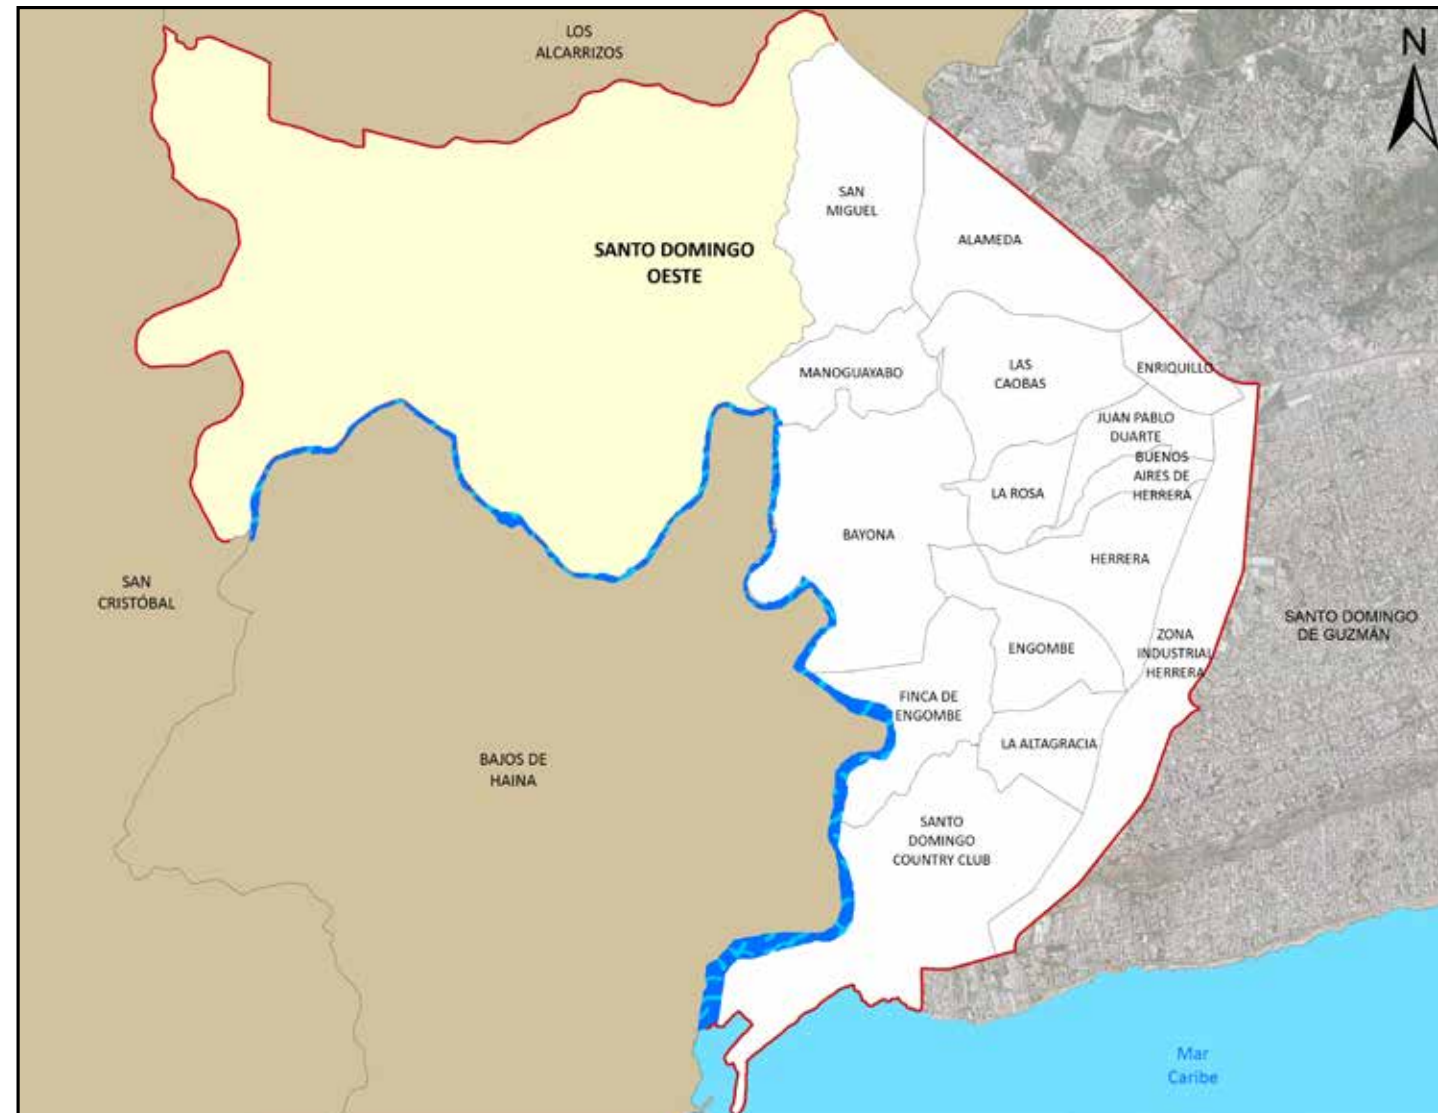 LOS
ALCARRIZOS
N
SAN
MIGUEL
ALAMEDA
SANTO DOMINGO
OESTE
MANOGUAYABO
LAS
CAOBAS
ENRIQUILLO
JUAN PABLO
DUARTE
BUENOS
AIRES DE
HERRERA
LA ROSA
BAYONA
HERRERA
SAN
CRISTÓBAL
SANTO DOMINGO
DE GUZMÁN
ENGOMBE
ZONA
INDUSTRIAL
HERRERA
FINCA DE
ENGOMBE
LA ALTAGRACIA
BAJOS DE
HAINA
SANTO
DOMINGO
COUNTRY CLUB
Mar
Caribe